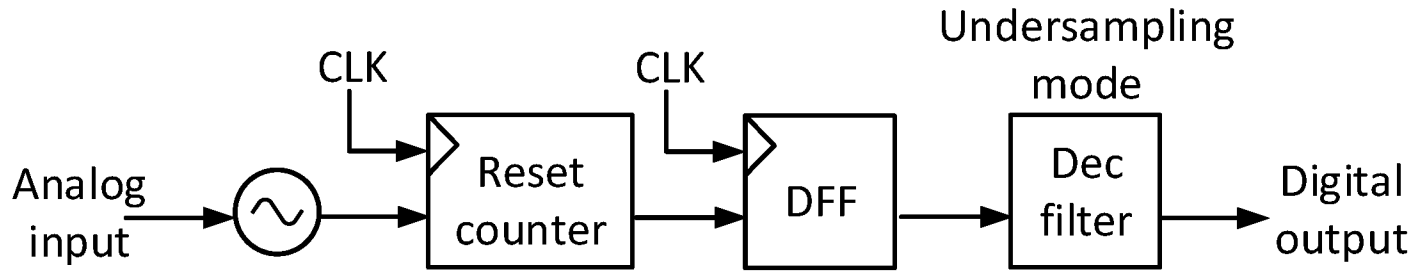 Analog
input
CLK
Reset
counter
CLK
DFF
Undersampling
mode
Dec
filter
Digital
output